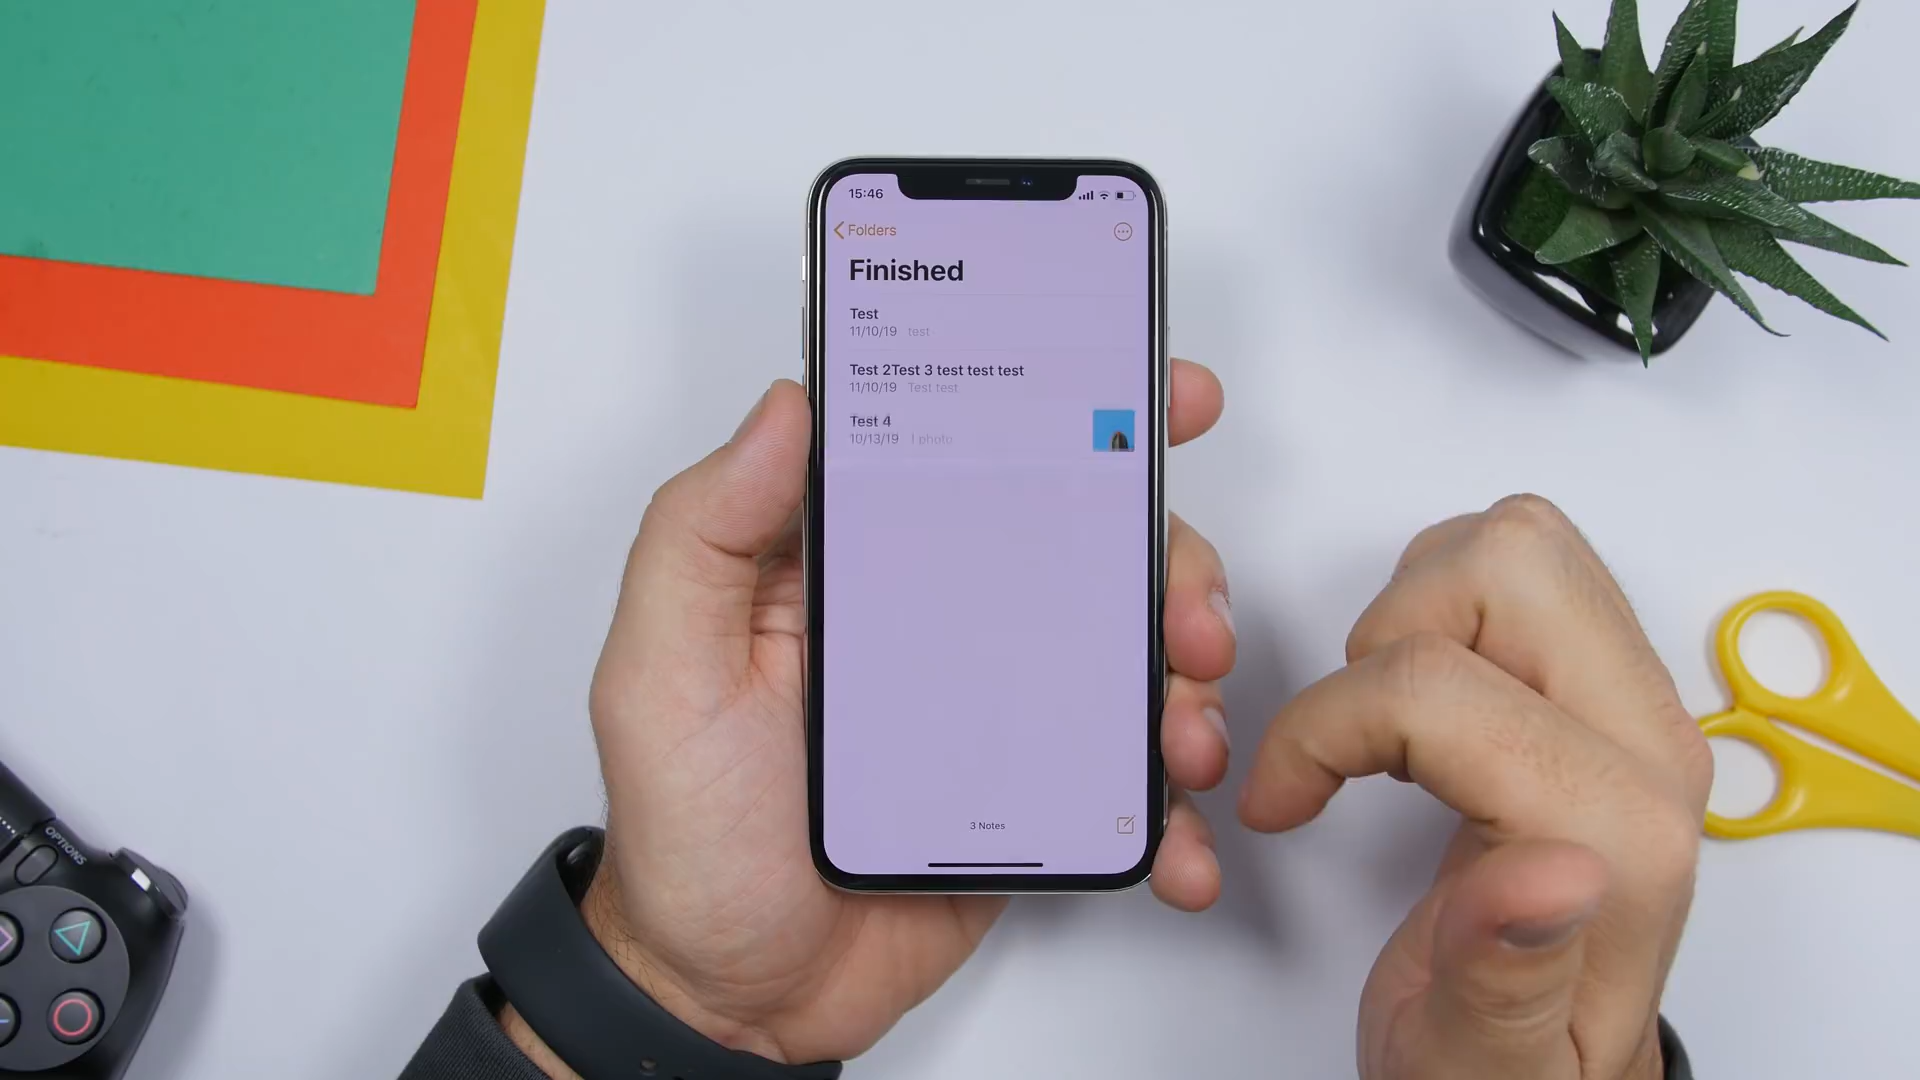 15:46
Folders
Finished
Test
11/10/19 test
Test 2Test 3 test test test
11/10/19 Test test
Test 4
10/13/19 1 photo
3 Notes
OPTIONS